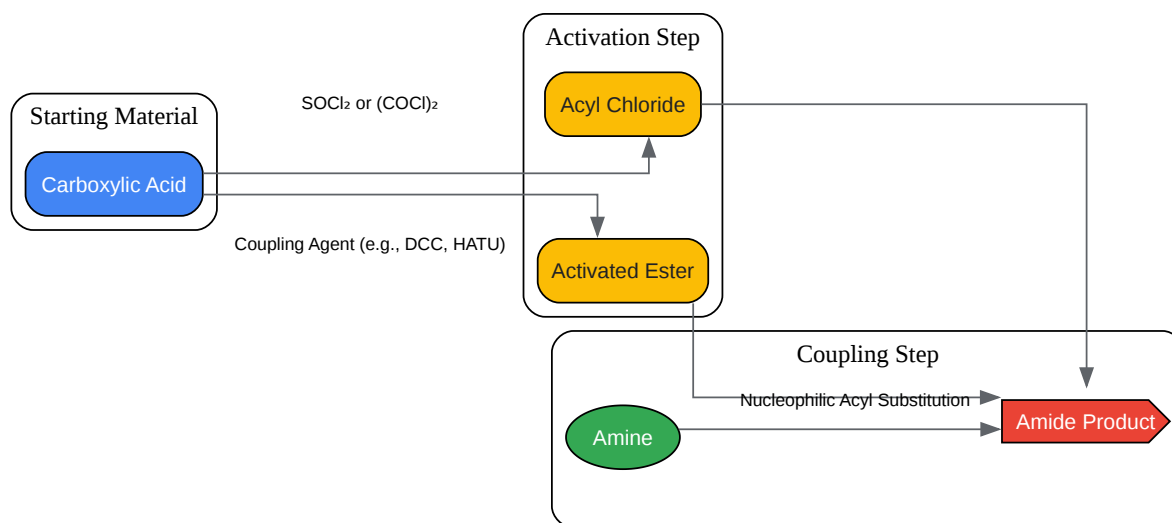 Activation Step
Starting Material
SOCl₂ or (COCl)₂
Acyl Chloride
Carboxylic Acid
Coupling Agent (e.g., DCC, HATU)
Activated Ester
Coupling Step
Nucleophilic Acyl Substitution
Amine
Amide Product